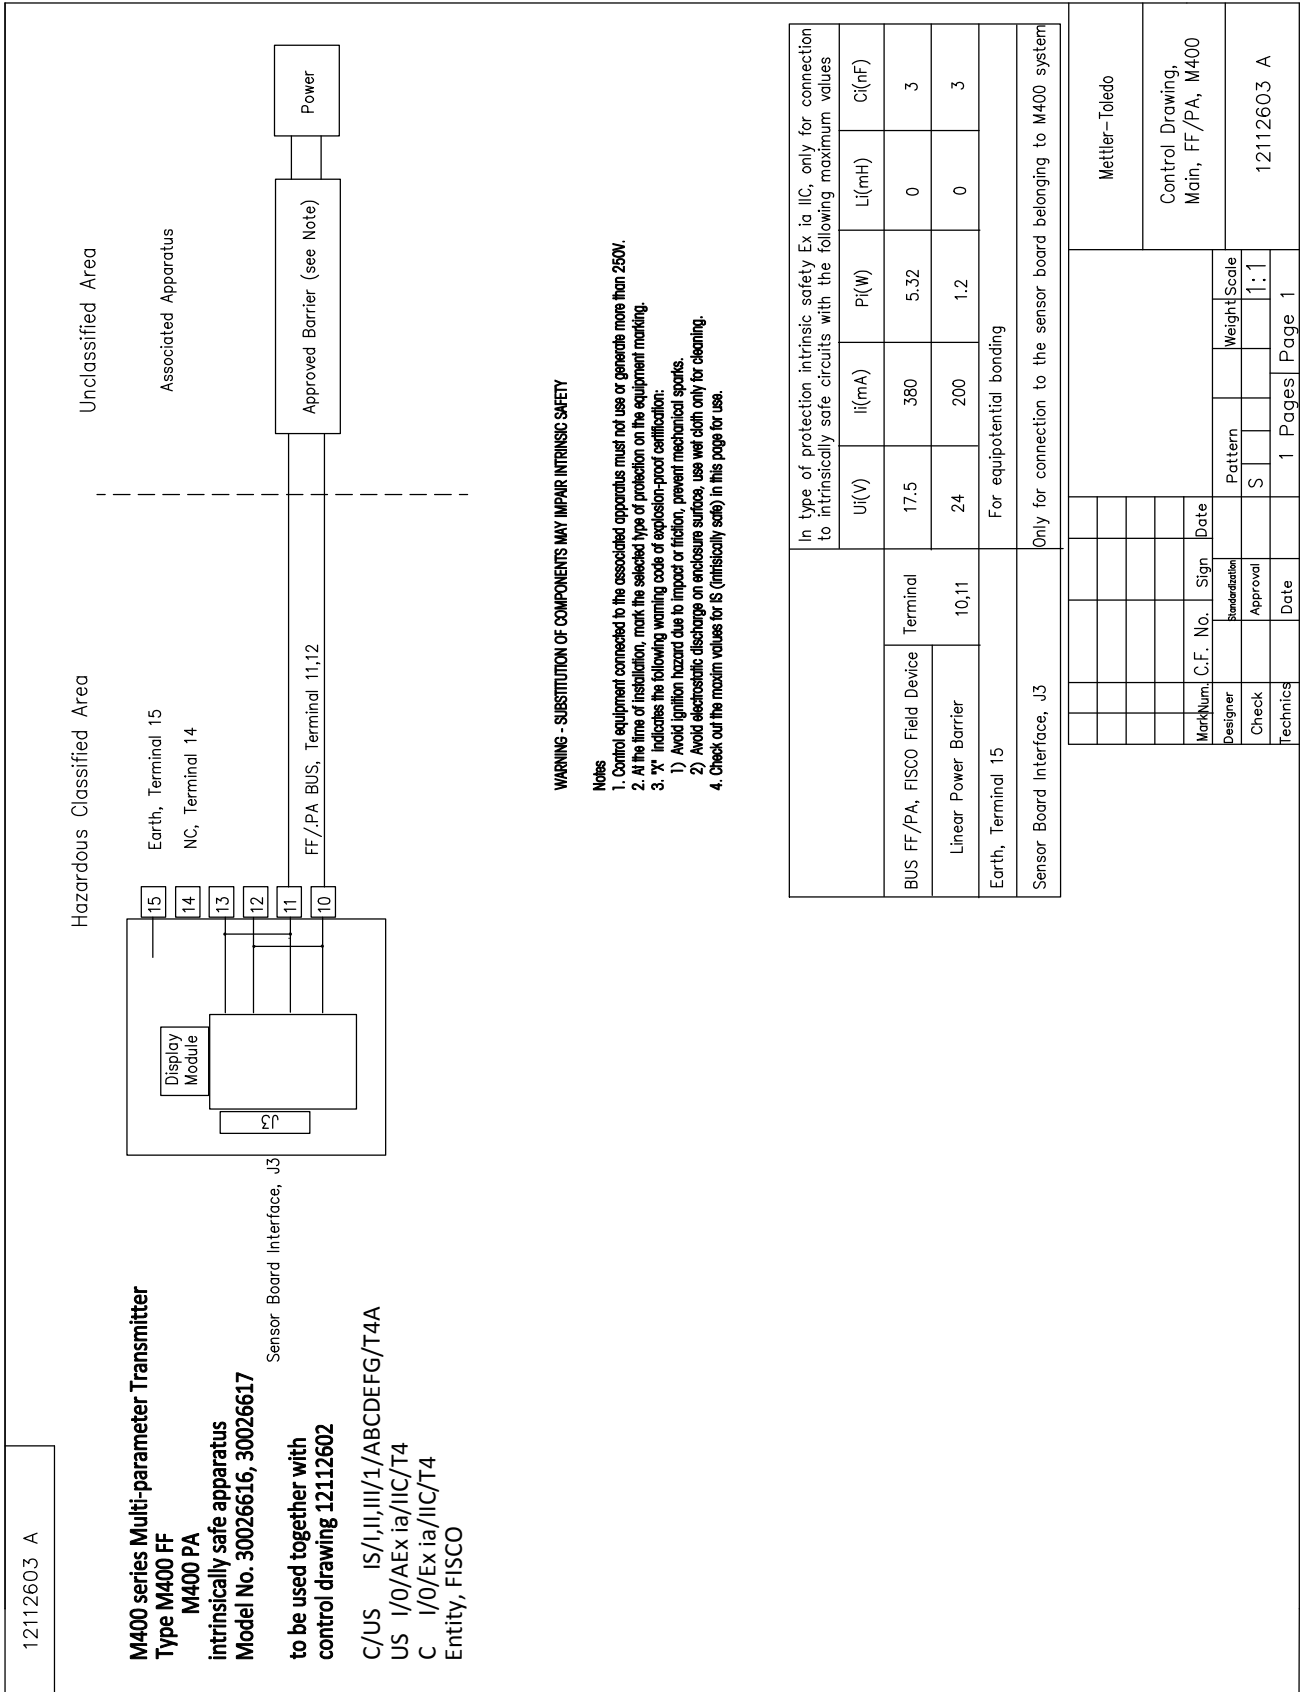 12112603 A
M400 series Multi-parameter Transmitter
Type M400 FF
M400 PA
intrinsically safe apparatus
Model No. 30026616, 30026617
to be used together with
control drawing 12112602
C/US IS/I,II,III/1/ABCDEFG/T4A
US I/0/AEx ia/IIC/T4
C I/0/Ex ia/IIC/T4
Entity, FISCO
Sensor Board Interface, J3
Hazardous Classified Area
Unclassified Area
J3
Display
Module
15
14
13
12
11
10
Earth, Terminal 15
NC, Terminal 14
FF/.PA BUS, Terminal 11,12
Associated Apparatus
Approved Barrier (see Note)
Power
WARNING - SUBSTITUTION OF COMPONENTS MAY IMPAIR INTRINSIC SAFETY
Notes
1. Control equipment connected to the associated apparatus must not use or generate more than 250V.
2. At the time of installation, mark the selected type of protection on the equipment marking.
3. "X" indicates the following warning code of explosion-proof certification:
1) Avoid ignition hazard due to impact or friction, prevent mechanical sparks.
2) Avoid electrostatic discharge on enclosure surface, use wet cloth only for cleaning.
4. Check out the maxim values for IS (intrisically safe) in this page for use.
In type of protection intrinsic safety Ex ia IIC, only for connection
to intrinsically safe circuits with the following maximum values
Ui(V) Ii(mA) Pi(W) Li(mH) Ci(nF)
BUS FF/PA, FISCO Field Device Terminal 17.5 380 5.32 0 3
Linear Power Barrier 10,11 24 200 1.2 0 3
Earth, Terminal 15 For equipotential bonding
Sensor Board Interface, J3 Only for connection to the sensor board belonging to M400 system
Mark Num. C.F. No. Sign Date
Designer Standardization Pattern Weight Scale
Check Approval S 1:1
Technics Date 1 Pages Page 1
Mettler-Toledo
Control Drawing,
Main, FF/PA, M400
12112603 A